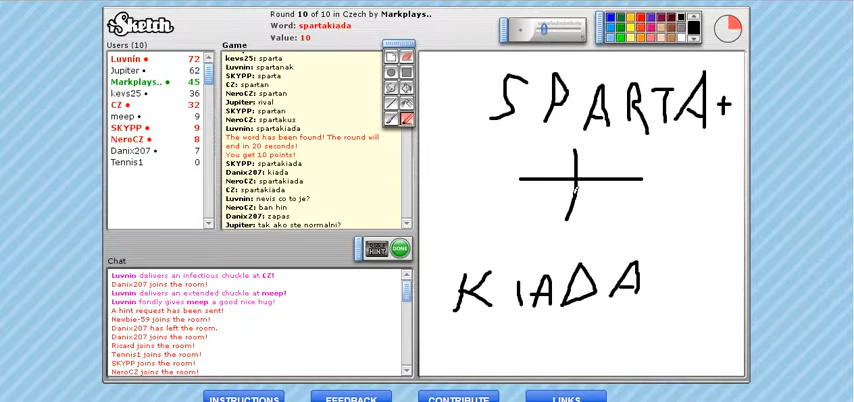 iSketch
Round 10 of 10 in Czech by Markplays..
Word: spartakiada
Value: 10
Users (10)
Luvnin 72
Jupiter 62
Markplays.. 45
kevs25 36
CZ 32
meep 9
SKYPP 9
NeroCZ 8
Danix207 7
Tennis1 0
Game
kevs25: sparta
Luvnin: spartanak
SKYPP: sparta
CZ: spartan
NeroCZ: spartan
Jupiter: rival
SKYPP: spartan
NeroCZ: spartakus
Luvnin: spartakiada
The word has been found! The round will
end in 20 seconds!
You get 10 points!
SKYPP: spartakiada
Danix207: kiada
NeroCZ: spartakiada
CZ: spartakiada
Luvnin: nevis co to je?
NeroCZ: ban hin
Danix207: zapas
Jupiter: tak ako ste normalni?
HINT
DONE
Chat
Luvnin delivers an infectious chuckle at CZ!
Danix207 joins the room!
Luvnin delivers an extended chuckle at meep!
Luvnin fondly gives meep a good nice hug!
A hint request has been sent!
Newbie-59 joins the room!
Danix207 has left the room.
Danix207 joins the room!
Ricard joins the room!
Tennis1 joins the room!
SKYPP joins the room!
NeroCZ joins the room!
SPARTA+
+
KIADA
INSTRUCTIONS
FEEDBACK
CONTRIBUTE
LINKS